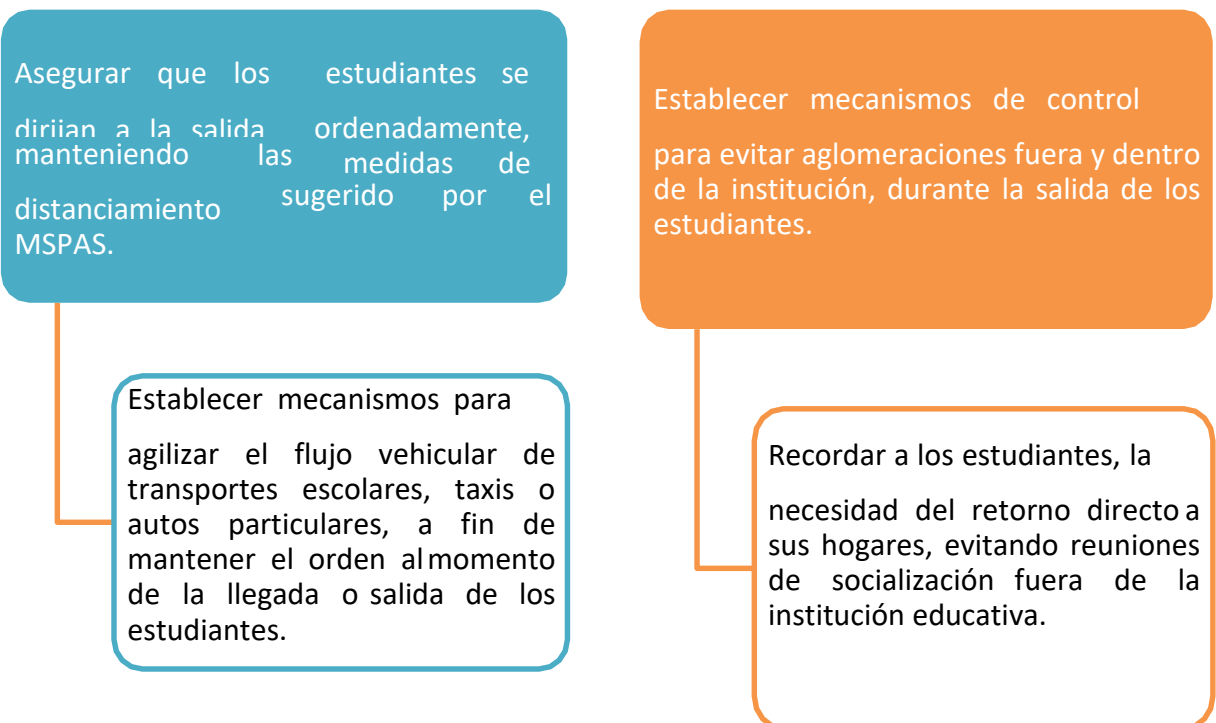 Asegurar que los estudiantes se
dirijan a la salida ordenadamente,
manteniendo las medidas de
distanciamiento sugerido por el
MSPAS.
Establecer mecanismos para
agilizar el flujo vehicular de
transportes escolares, taxis o
autos particulares, a fin de
mantener el orden al momento
de la llegada o salida de los
estudiantes.
Establecer mecanismos de control
para evitar aglomeraciones fuera y dentro
de la institución, durante la salida de los
estudiantes.
Recordar a los estudiantes, la
necesidad del retorno directo a
sus hogares, evitando reuniones
de socialización fuera de la
institución educativa.